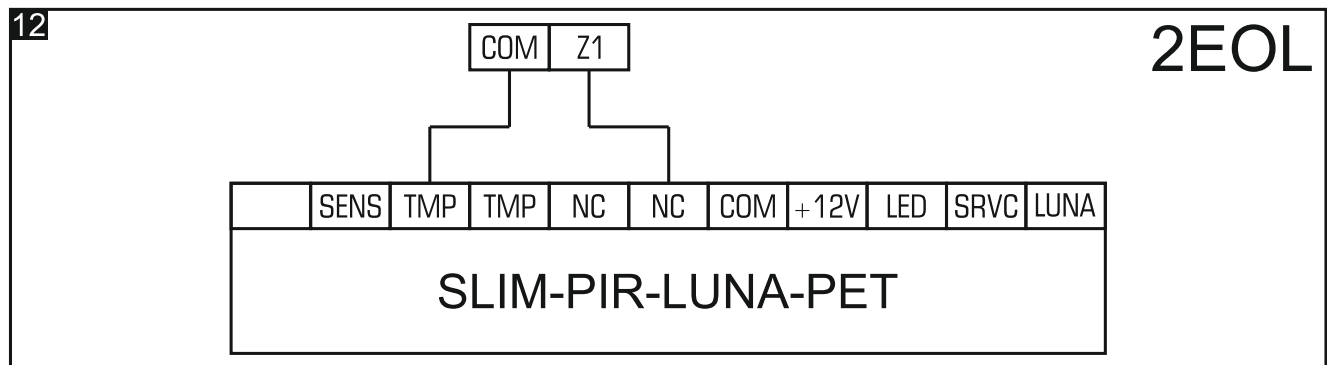 12
2EOL
COM Z1
SENS TMP TMP NC NC COM +12V LED SRVC LUNA
SLIM-PIR-LUNA-PET